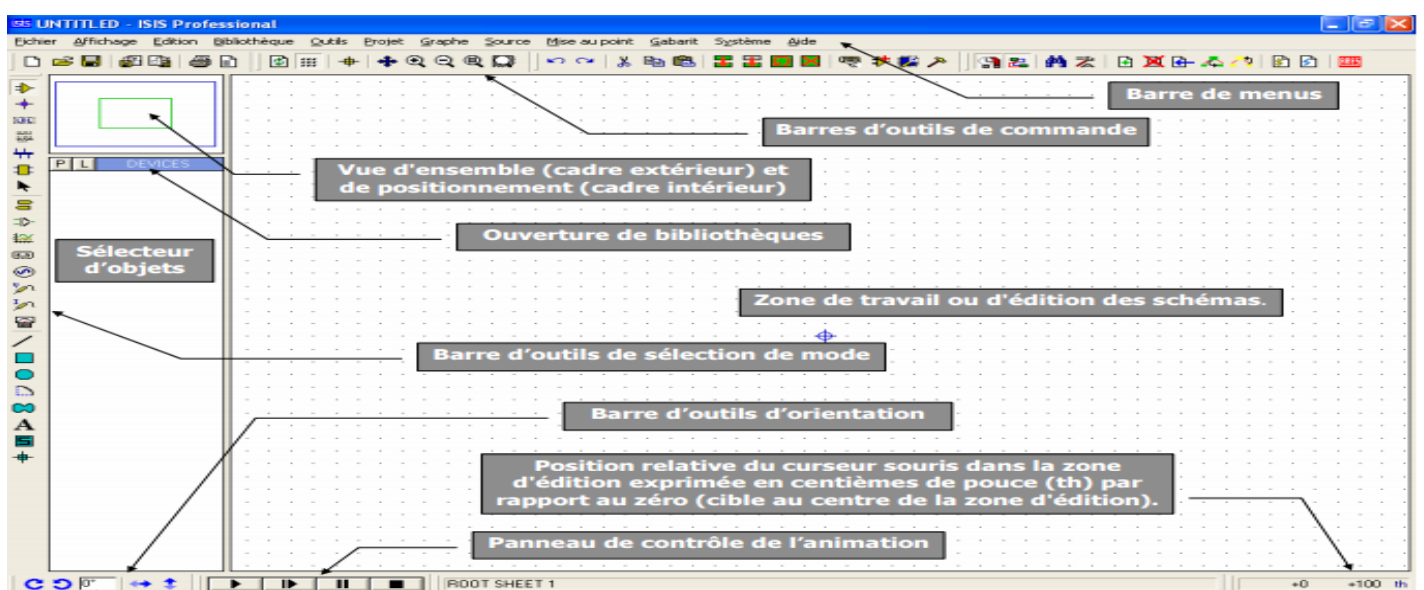 UNTITLED - ISIS Professional
Fichier Affichage Edition Bibliothèque Outils Projet Graphe Source Mise au point Gabarit Système Aide
Barre de menus
Barres d'outils de commande
P L DEVICES
Vue d'ensemble (cadre extérieur) et
de positionnement (cadre intérieur)
Ouverture de bibliothèques
Sélecteur
d'objets
Zone de travail ou d'édition des schémas.
Barre d'outils de sélection de mode
Barre d'outils d'orientation
A
Position relative du curseur souris dans la zone
d'édition exprimée en centièmes de pouce (th) par
rapport au zéro (cible au centre de la zone d'édition).
Panneau de contrôle de l'animation
0° ROOT SHEET 1 +0 +100 th